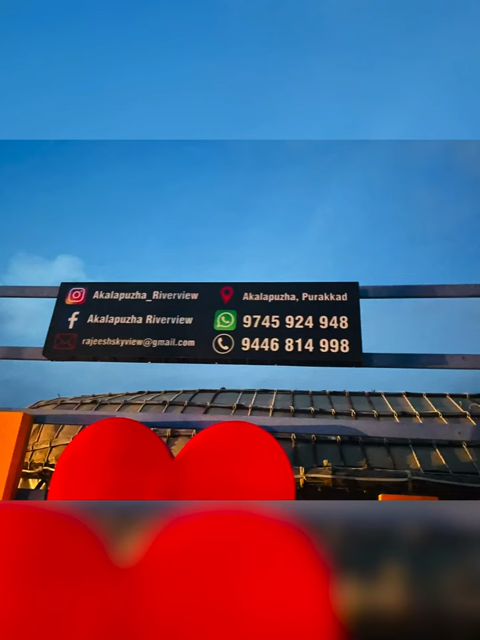 Akalapuzha_Riverview
Akalapuzha Riverview
rajeeshskyview@gmail.com
Akalapuzha, Purakkad
9745 924 948
9446 814 998